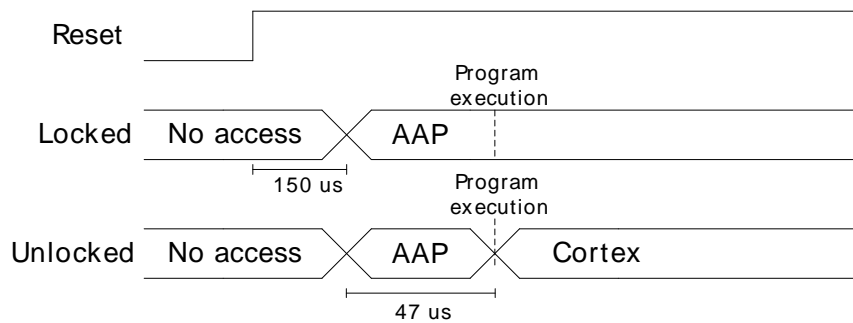 Reset
Program
execution
Locked No access AAP
150 us
Program
execution
Unlocked No access AAP Cortex
47 us